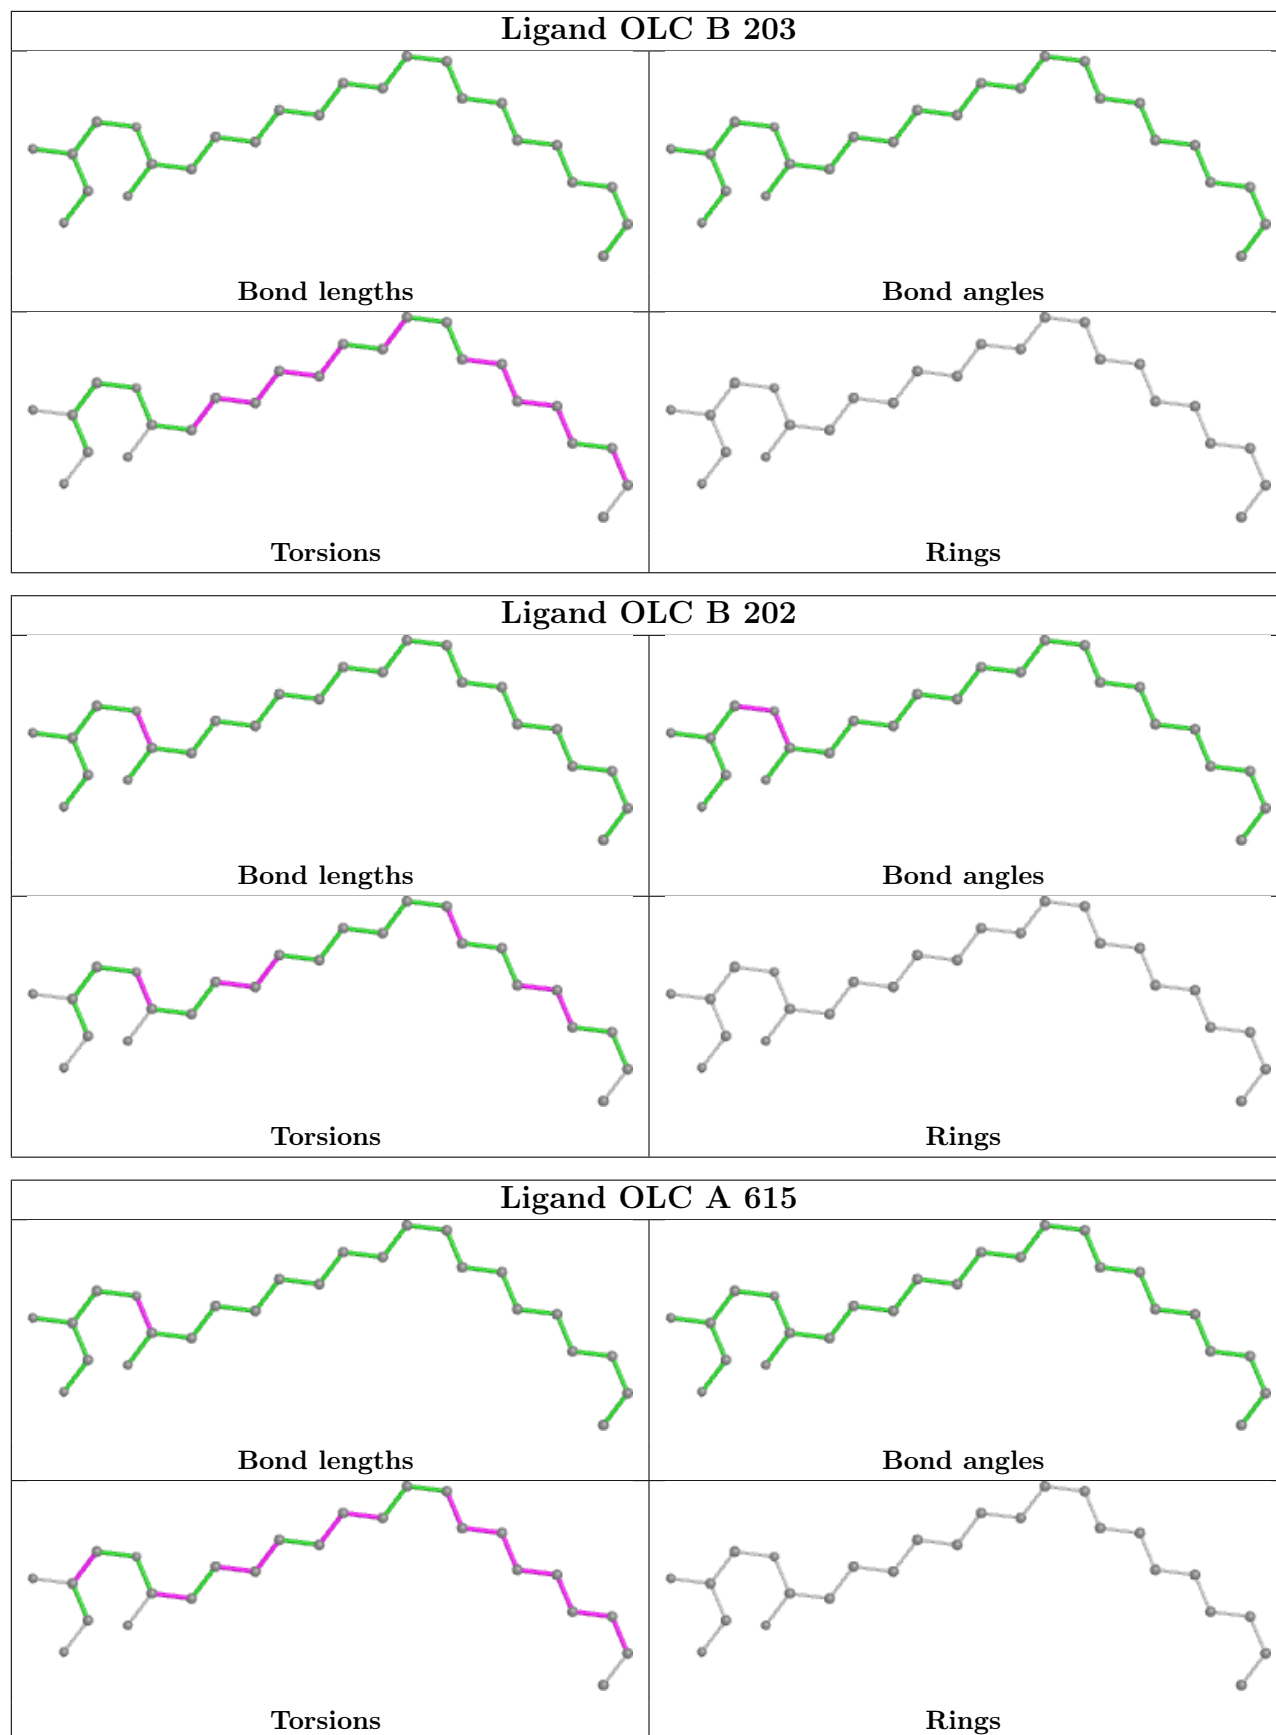 Ligand OLC B 203
Bond lengths
Bond angles
Torsions
Rings
Ligand OLC B 202
Bond lengths
Bond angles
Torsions
Rings
Ligand OLC A 615
Bond lengths
Bond angles
Torsions
Rings